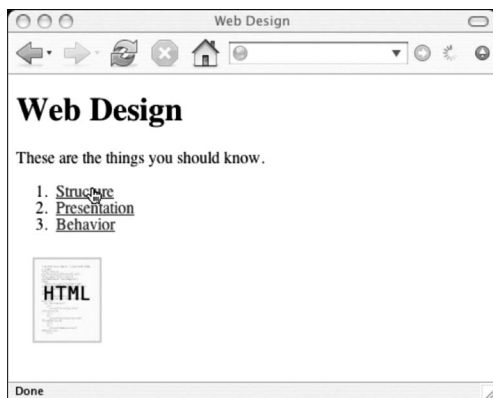 Web Design
Web Design
These are the things you should know.
1. Structure
2. Presentation
3. Behavior
HTML
Done